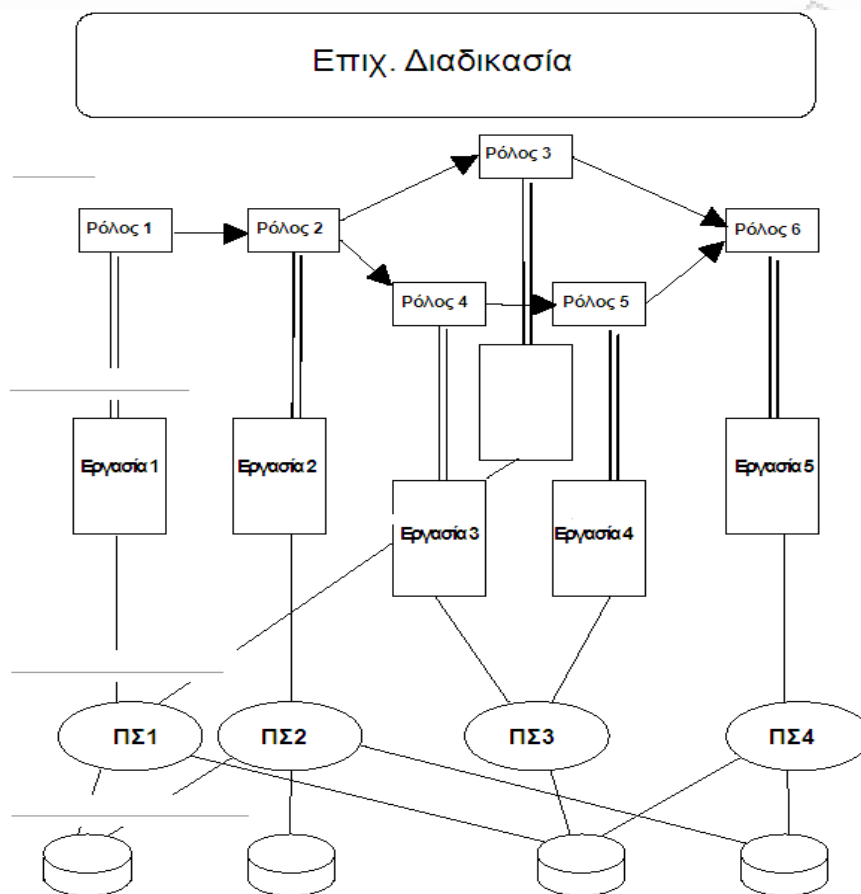 Επιχ. Διαδικασία
Ρόλος 3
Ρόλος 1
Ρόλος 2
Ρόλος 6
Ρόλος 4
Ρόλος 5
Εργασία 1
Εργασία 2
Εργασία 5
Εργασία 3
Εργασία 4
ΠΣ1
ΠΣ2
ΠΣ3
ΠΣ4